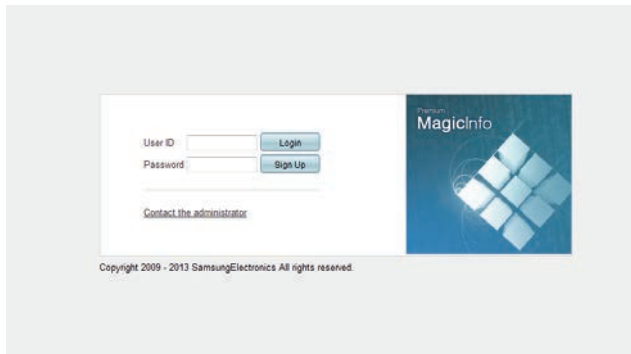 Premium
MagicInfo
User ID
Login
Password
Sign Up
Contact the administrator
Copyright 2009 - 2013 SamsungElectronics All rights reserved.